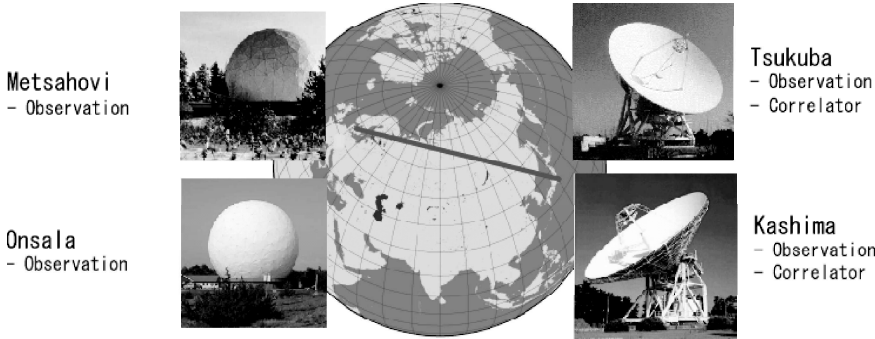 Metsahovi
- Observation
Onsala
- Observation
Tsukuba
- Observation
- Correlator
Kashima
- Observation
- Correlator